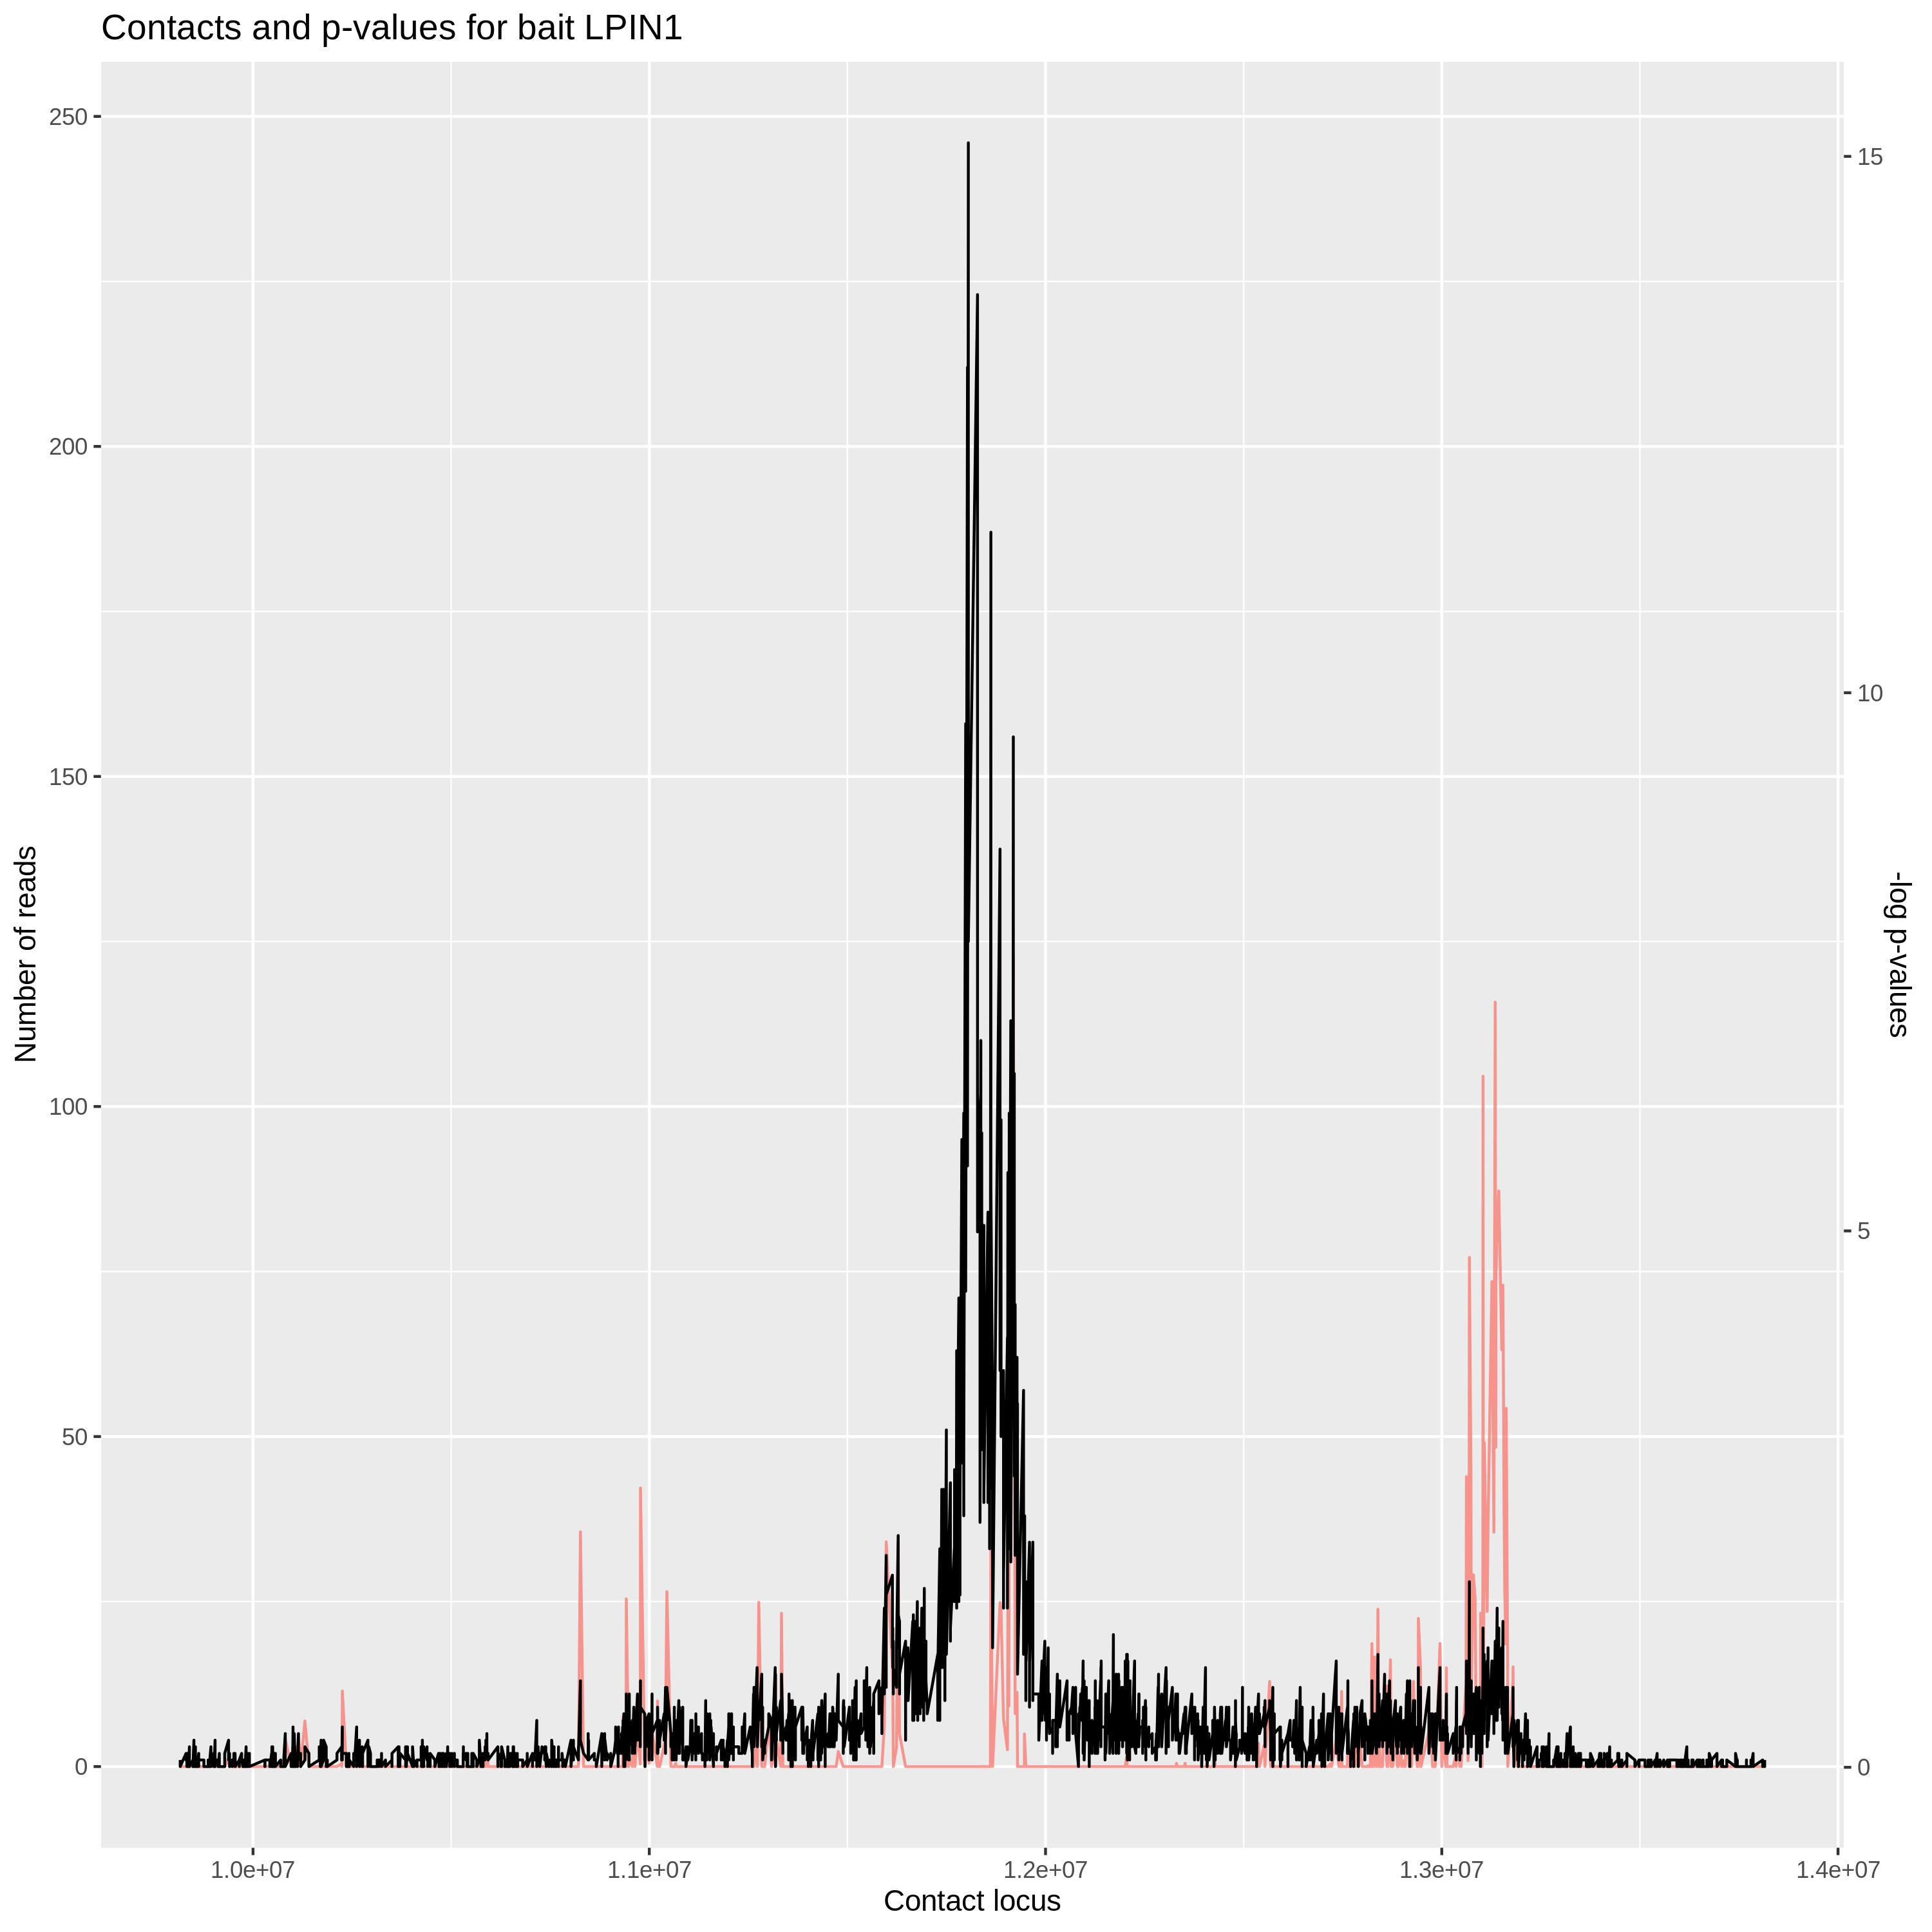 Contacts and p-values for bait LPIN1
250
200
150
100
50
0
Number of reads
15
10
5
0
-log p-values
1.0e+07 1.1e+07 1.2e+07 1.3e+07 1.4e+07
Contact locus